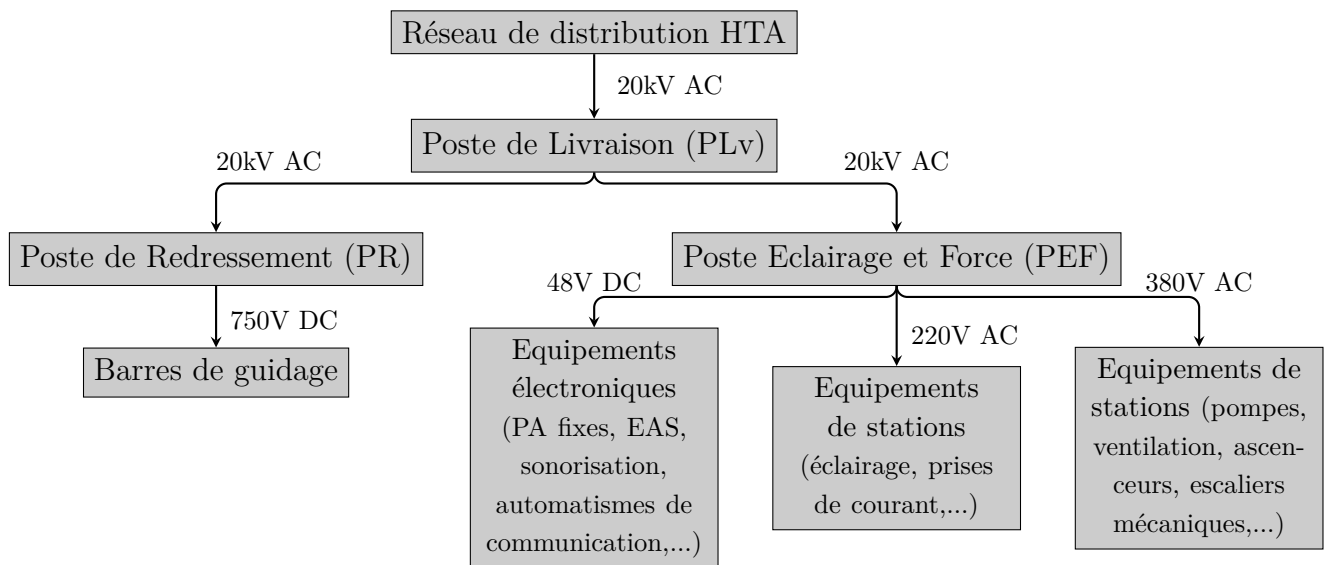 Réseau de distribution HTA
20kV AC
Poste de Livraison (PLv)
20kV AC
20kV AC
Poste de Redressement (PR)
Poste Eclairage et Force (PEF)
750V DC
48V DC
220V AC
380V AC
Barres de guidage
Equipements
électroniques
(PA fixes, EAS,
sonorisation,
automatismes de
communication,...)
Equipements
de stations
(éclairage, prises
de courant,...)
Equipements de
stations (pompes,
ventilation, ascen-
ceurs, escaliers
mécaniques,...)